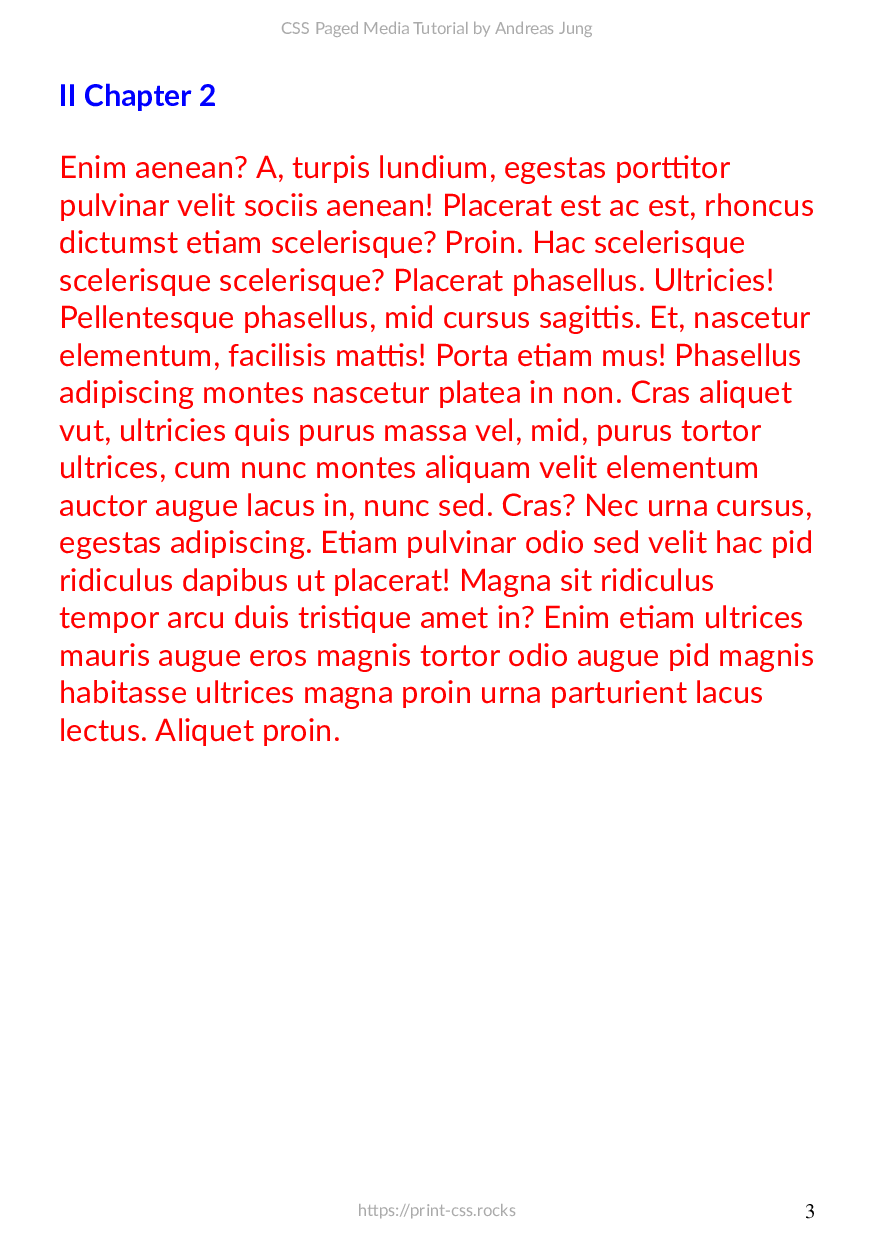 CSS Paged Media Tutorial by Andreas Jung
II Chapter 2
Enim aenean? A, turpis lundium, egestas porttitor
pulvinar velit sociis aenean! Placerat est ac est, rhoncus
dictumst etiam scelerisque? Proin. Hac scelerisque
scelerisque scelerisque? Placerat phasellus. Ultricies!
Pellentesque phasellus, mid cursus sagittis. Et, nascetur
elementum, facilisis mattis! Porta etiam mus! Phasellus
adipiscing montes nascetur platea in non. Cras aliquet
vut, ultricies quis purus massa vel, mid, purus tortor
ultrices, cum nunc montes aliquam velit elementum
auctor augue lacus in, nunc sed. Cras? Nec urna cursus,
egestas adipiscing. Etiam pulvinar odio sed velit hac pid
ridiculus dapibus ut placerat! Magna sit ridiculus
tempor arcu duis tristique amet in? Enim etiam ultrices
mauris augue eros magnis tortor odio augue pid magnis
habitasse ultrices magna proin urna parturient lacus
lectus. Aliquet proin.
https://print-css.rocks
3